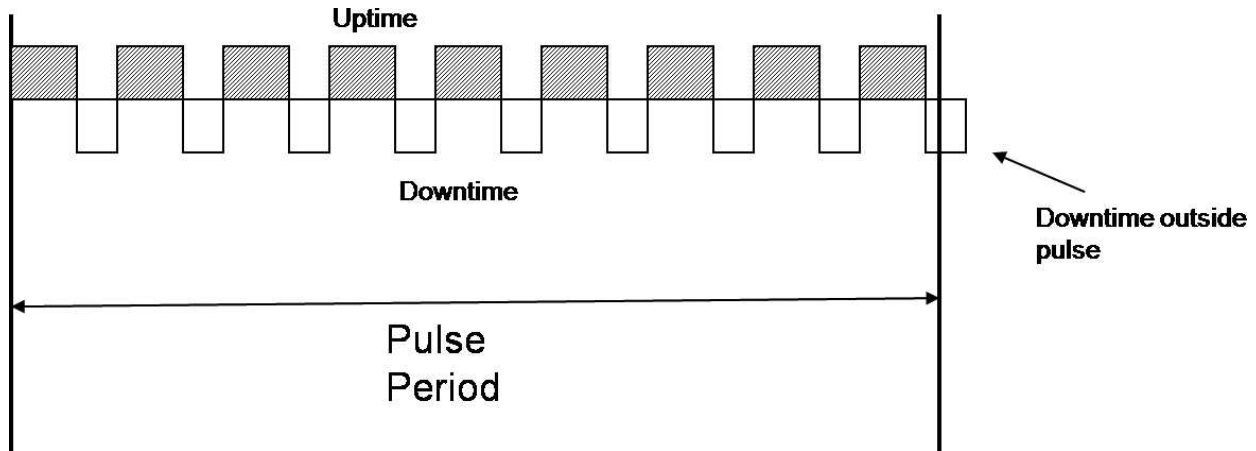 Uptime
Downtime
Downtime outside
pulse
Pulse
Period